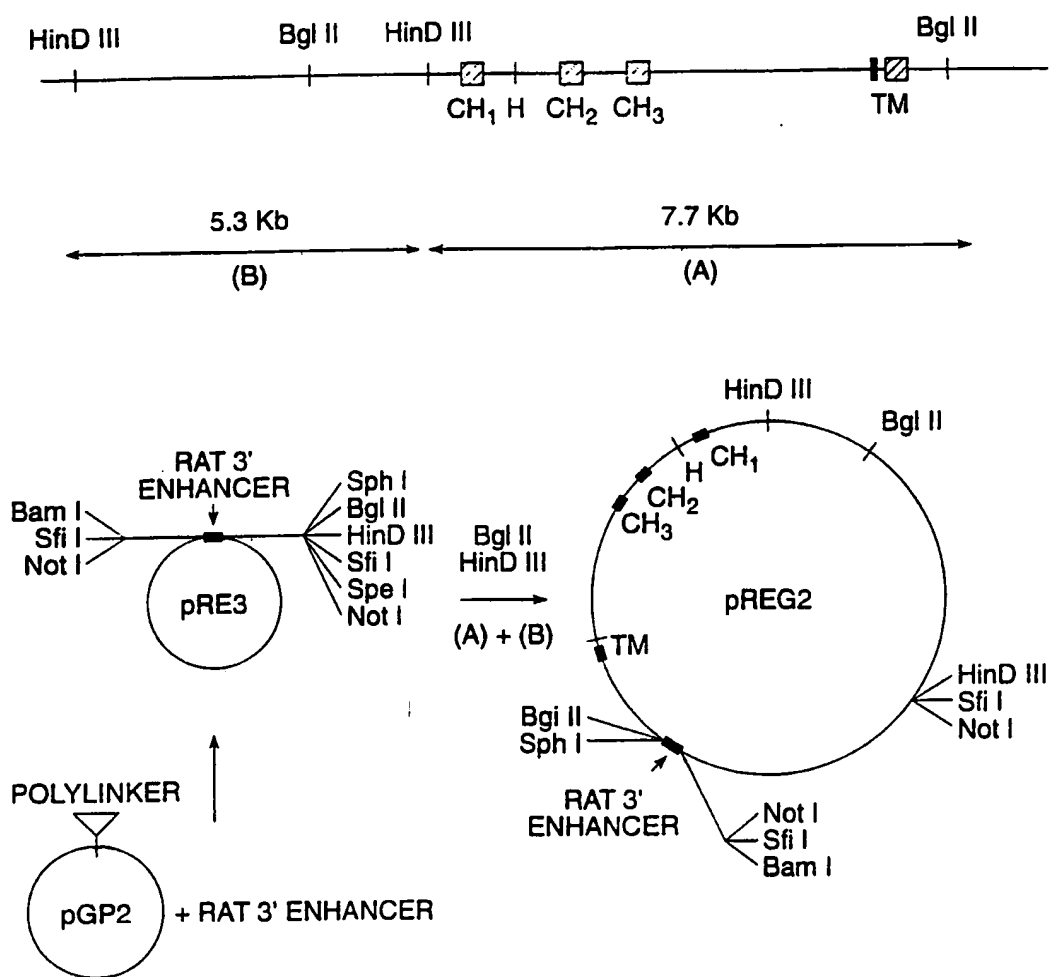 HinD III
Bgl II
HinD III
Bgl II
CH1
H
CH2
CH3
TM
5.3 Kb
7.7 Kb
(B)
(A)
RAT 3'
ENHANCER
Bam I
Sfi I
Not I
Sph I
Bgl II
HinD III
Sfi I
Spe I
Not I
pRE3
Bgl II
HinD III
(A) + (B)
HinD III
Bgl II
CH1
H
CH2
CH3
pREG2
TM
HinD III
Sfi I
Not I
Bgi II
Sph I
RAT 3'
ENHANCER
Not I
Sfi I
Bam I
POLYLINKER
pGP2
+ RAT 3' ENHANCER